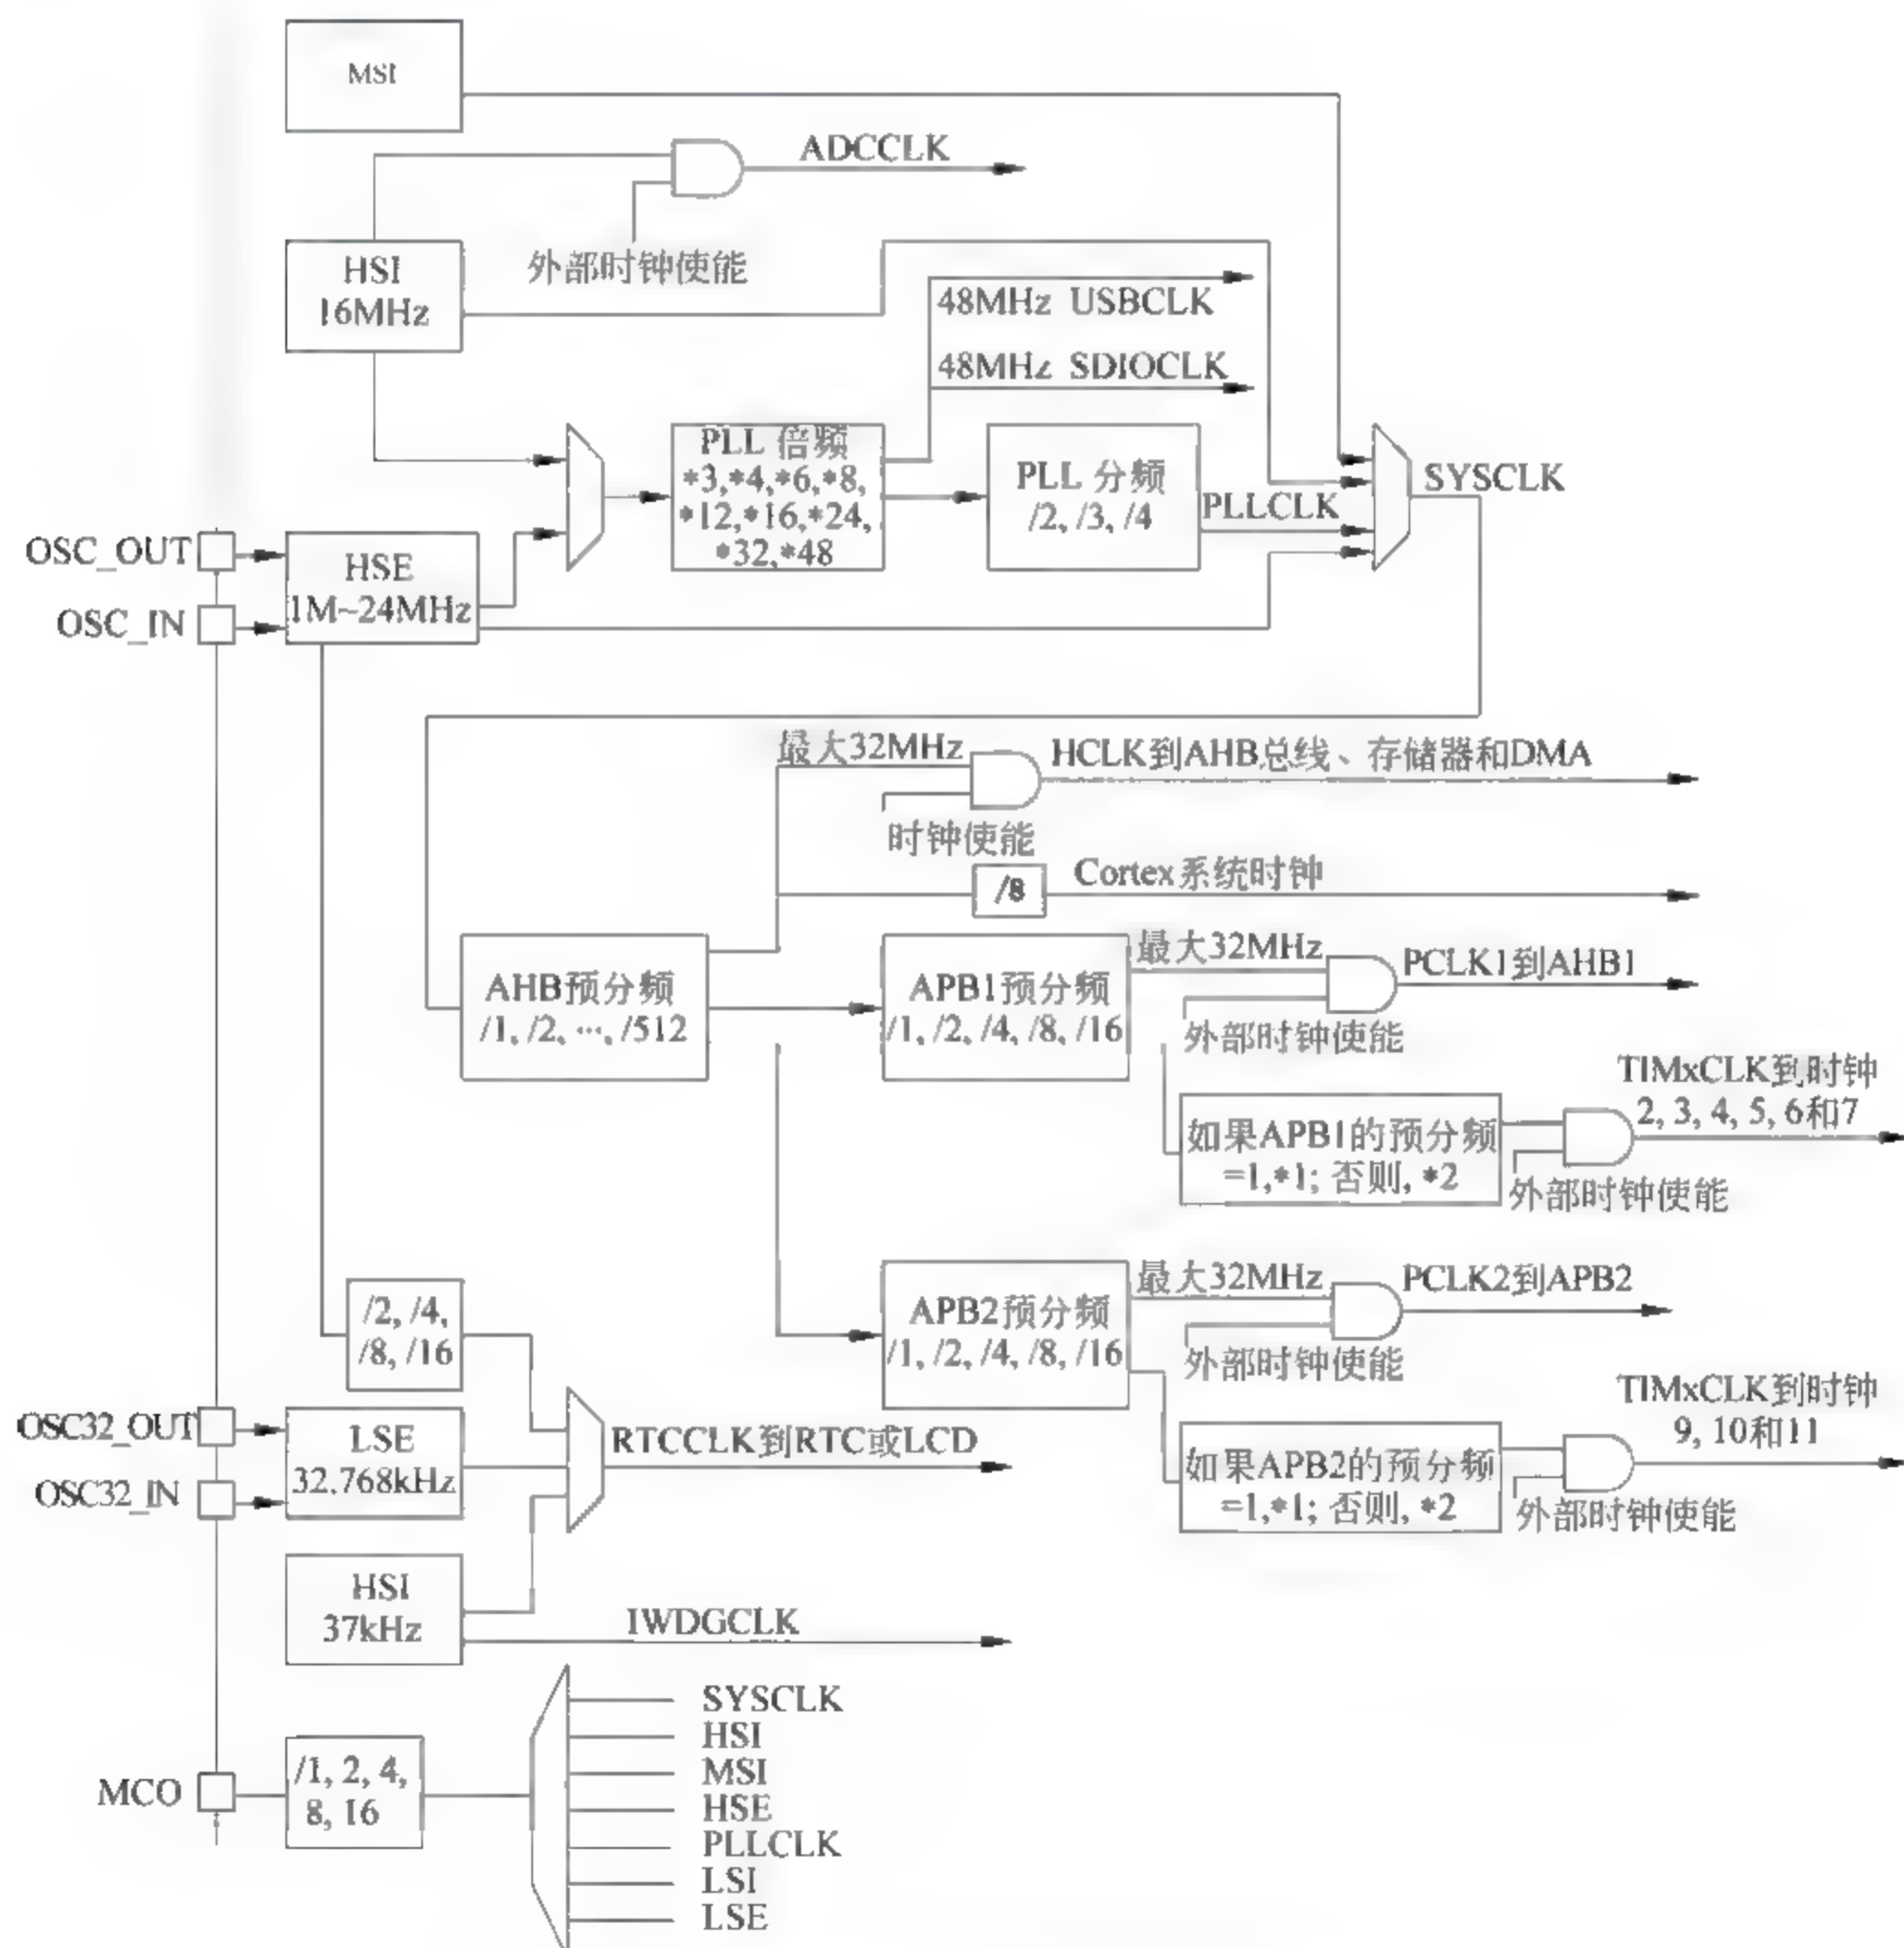 MSI
ADCCLK
外部时钟使能
HSI
16MHz
48MHz USBCLK
48MHz SDIOCLK
PLL 倍频
*3,*4,*6,*8,
*12,*16,*24,
*32,*48
PLL 分频
/2, /3, /4
PLLCLK
SYSCLK
OSC_OUT
OSC_IN
HSE
1M~24MHz
最大32MHz
HCLK到AHB总线、存储器和DMA
时钟使能
/8
Cortex系统时钟
AHB预分频
/1, /2, …, /512
APB1预分频
/1, /2, /4, /8, /16
最大32MHz
PCLK1到AHB1
外部时钟使能
如果APB1的预分频
=1,*1; 否则, *2
TIMxCLK到时钟
2, 3, 4, 5, 6和7
外部时钟使能
APB2预分频
/1, /2, /4, /8, /16
最大32MHz
PCLK2到APB2
外部时钟使能
如果APB2的预分频
=1,*1; 否则, *2
TIMxCLK到时钟
9, 10和11
外部时钟使能
/2, /4,
/8, /16
OSC32_OUT
OSC32_IN
LSE
32.768kHz
RTCCLK到RTC或LCD
HSI
37kHz
IWDGCLK
MCO
/1, 2, 4,
8, 16
SYSCLK
HSI
MSI
HSE
PLLCLK
LSI
LSE